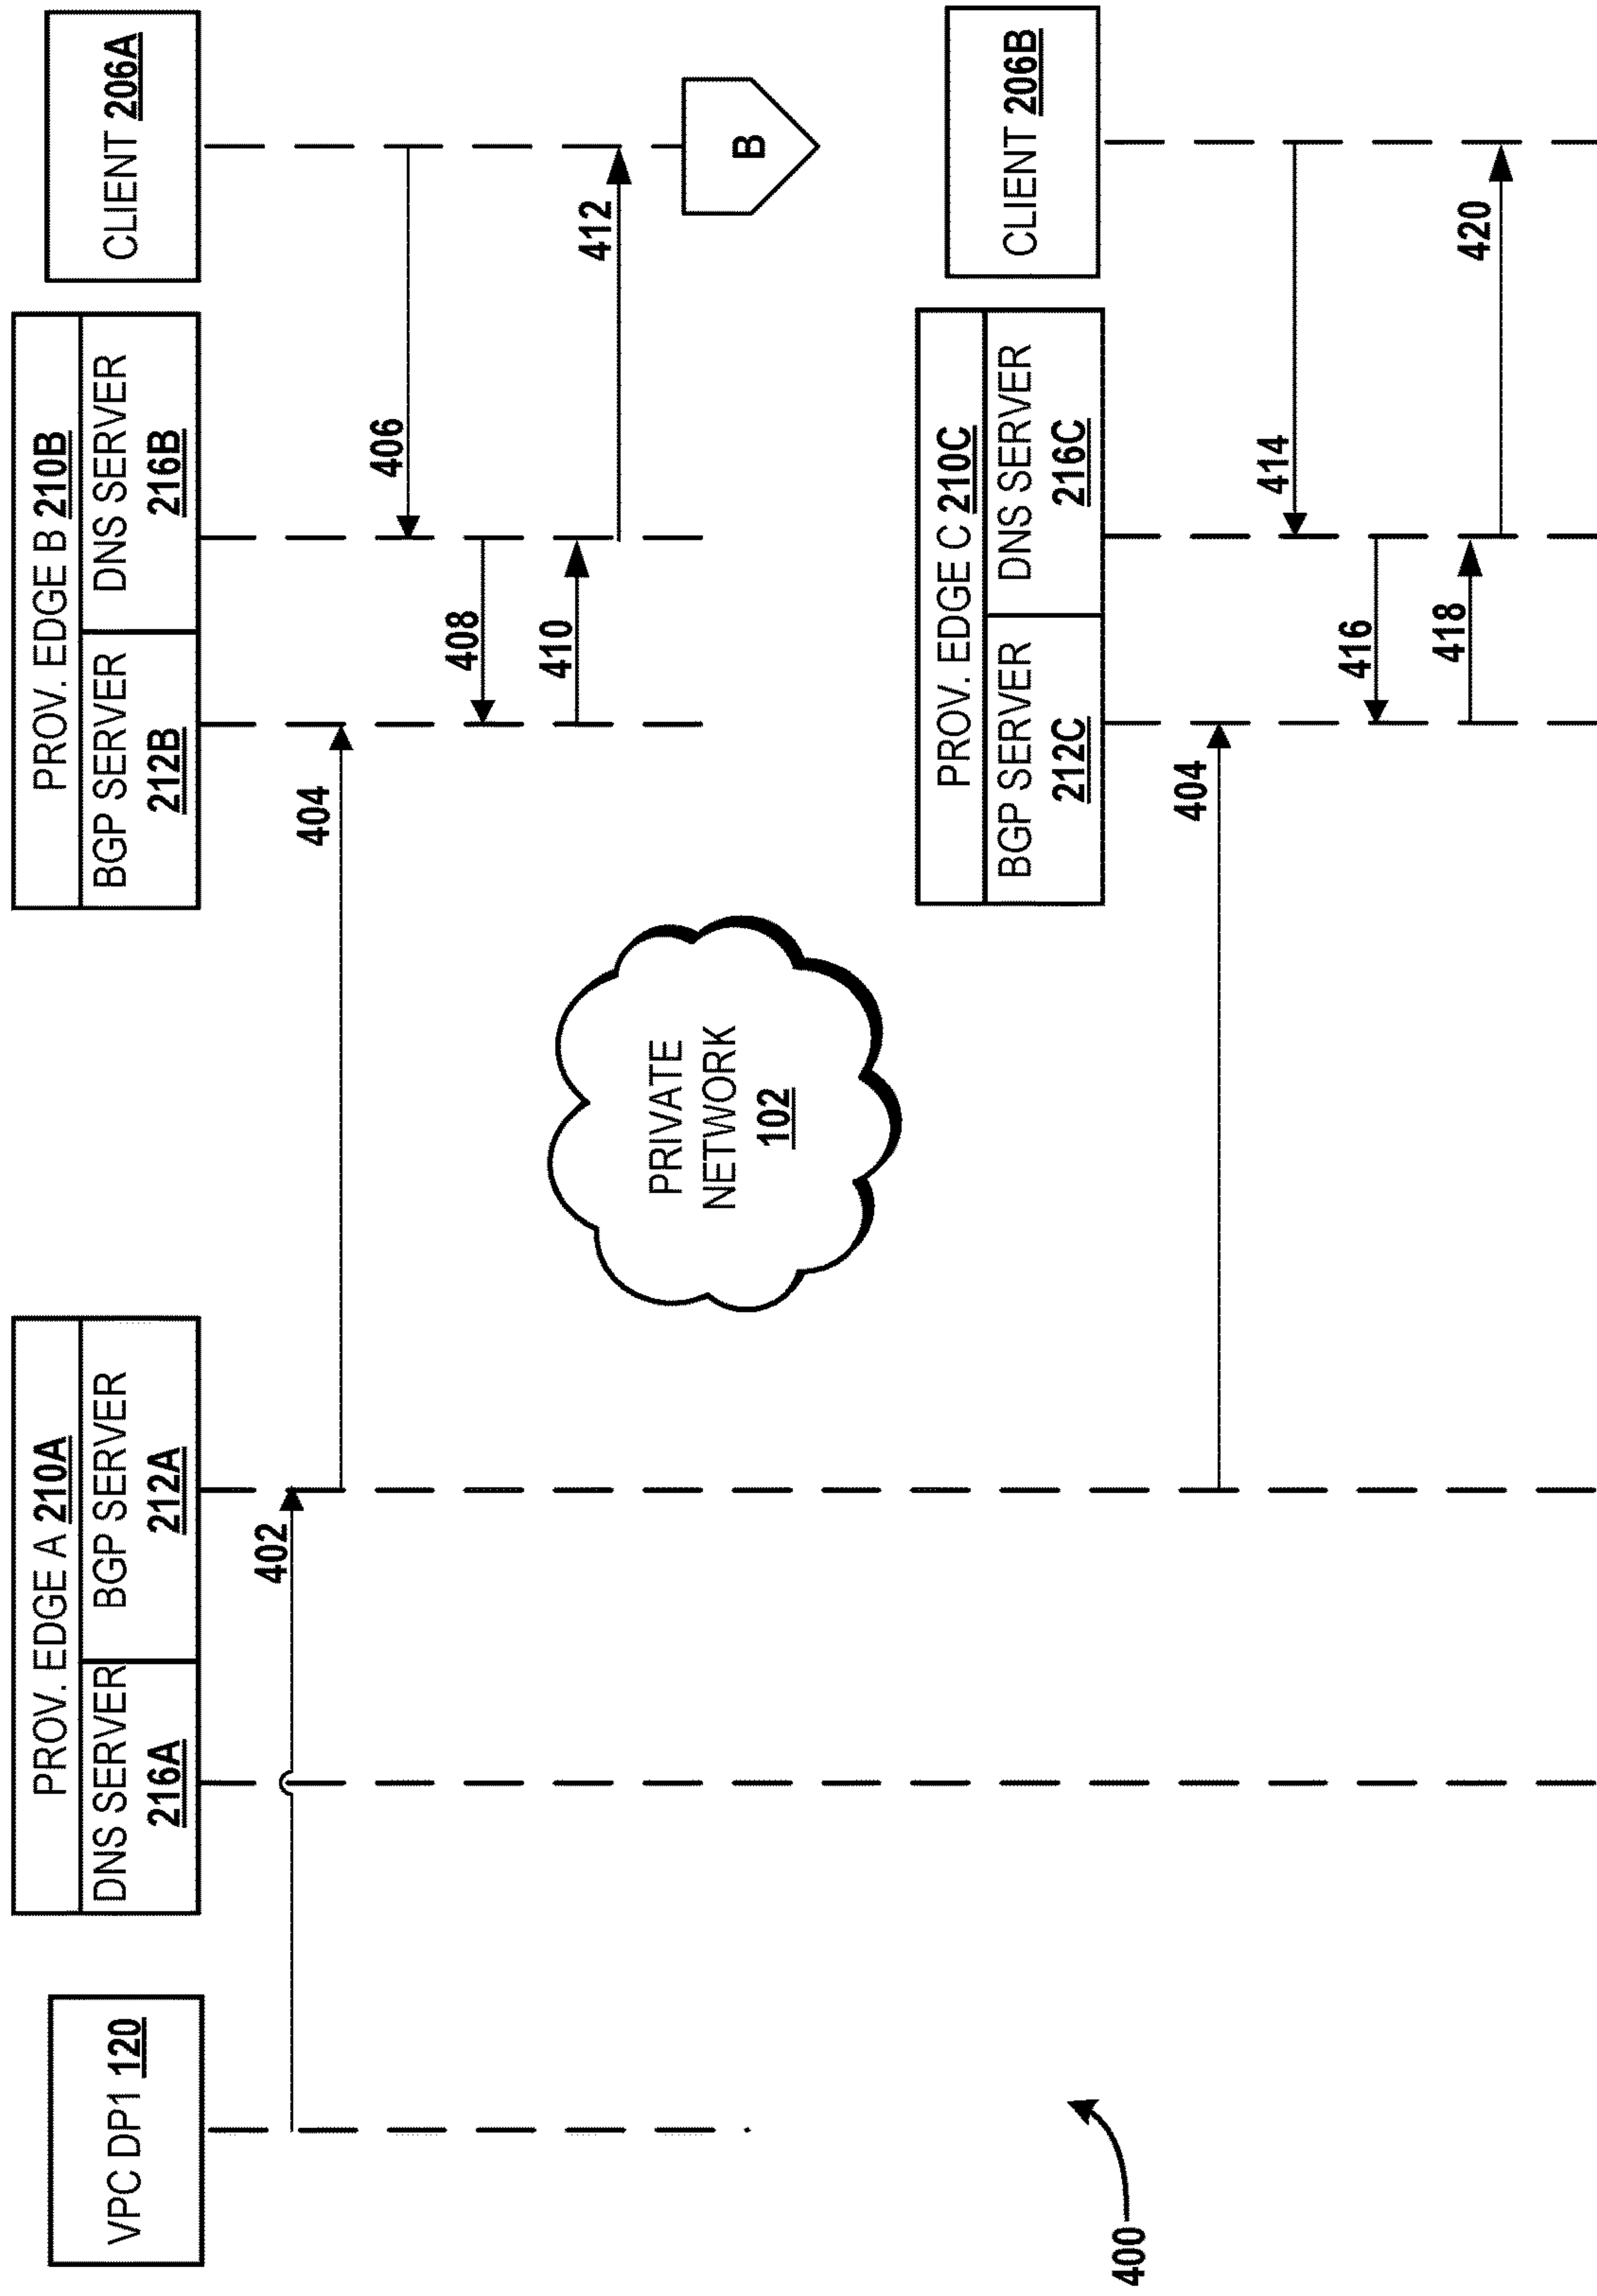 VPC DP1 120
PROV. EDGE A 210A
DNS SERVER
216A
BGP SERVER
212A
PROV. EDGE B 210B
BGP SERVER
212B
DNS SERVER
216B
CLIENT 206A
402
404
406
408
410
412
B
PRIVATE
NETWORK
102
PROV. EDGE C 210C
BGP SERVER
212C
DNS SERVER
216C
CLIENT 206B
404
414
416
418
420
400